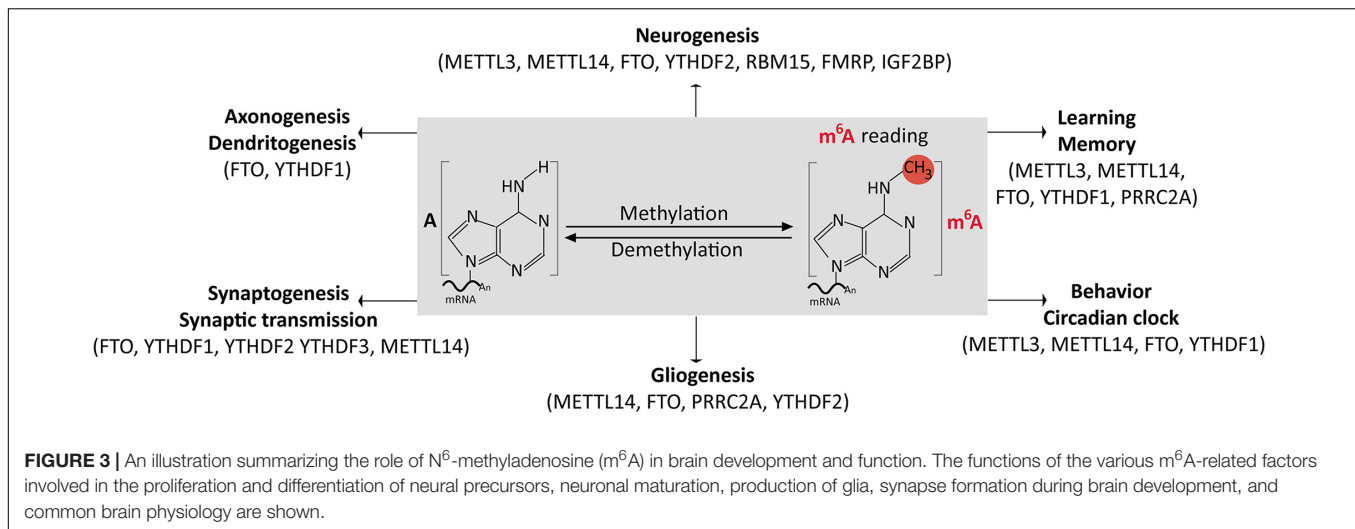 Neurogenesis
(METTL3, METTL14, FTO, YTHDF2, RBM15, FMRP, IGF2BP)
Axonogenesis
Dendritogenesis
(FTO, YTHDF1)
Learning
Memory
(METTL3, METTL14,
FTO, YTHDF1, PRRC2A)
m⁶A reading
A
H
HN
N
N
N
N
An
mRNA
Methylation
Demethylation
CH₃
HN
N
N
N
N
An
mRNA
m⁶A
Synaptogenesis
Synaptic transmission
(FTO, YTHDF1, YTHDF2 YTHDF3, METTL14)
Behavior
Circadian clock
(METTL3, METTL14, FTO, YTHDF1)
Gliogenesis
(METTL14, FTO, PRRC2A, YTHDF2)
FIGURE 3 | An illustration summarizing the role of N⁶-methyladenosine (m⁶A) in brain development and function. The functions of the various m⁶A-related factors
involved in the proliferation and differentiation of neural precursors, neuronal maturation, production of glia, synapse formation during brain development, and
common brain physiology are shown.